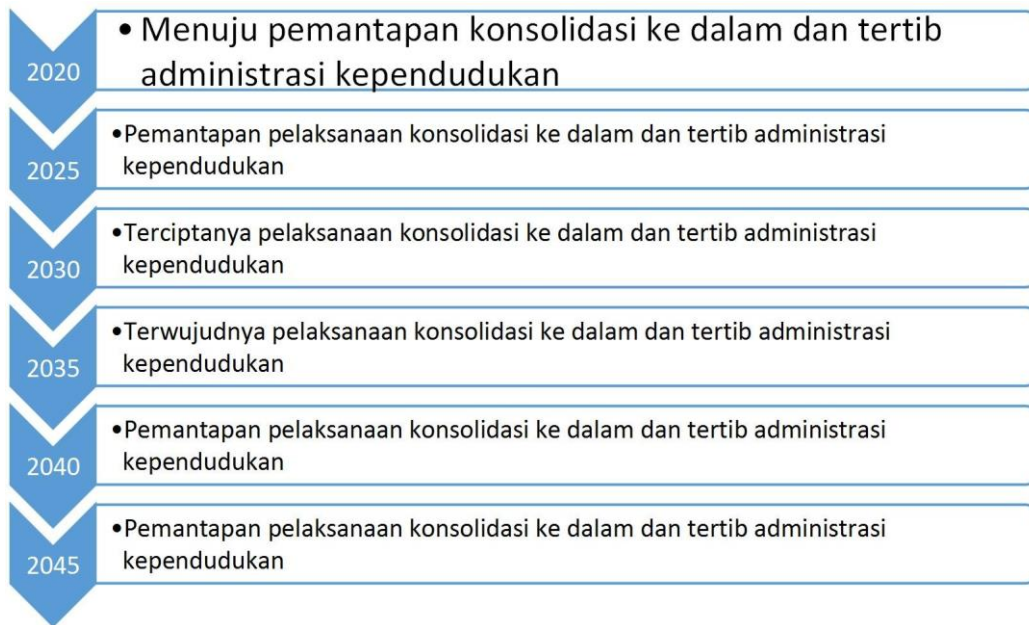 2020
• Menuju pemantapan konsolidasi ke dalam dan tertib
administrasi kependudukan
2025
•Pemantapan pelaksanaan konsolidasi ke dalam dan tertib administrasi
kependudukan
2030
•Terciptanya pelaksanaan konsolidasi ke dalam dan tertib administrasi
kependudukan
2035
•Terwujudnya pelaksanaan konsolidasi ke dalam dan tertib administrasi
kependudukan
2040
•Pemantapan pelaksanaan konsolidasi ke dalam dan tertib administrasi
kependudukan
2045
•Pemantapan pelaksanaan konsolidasi ke dalam dan tertib administrasi
kependudukan